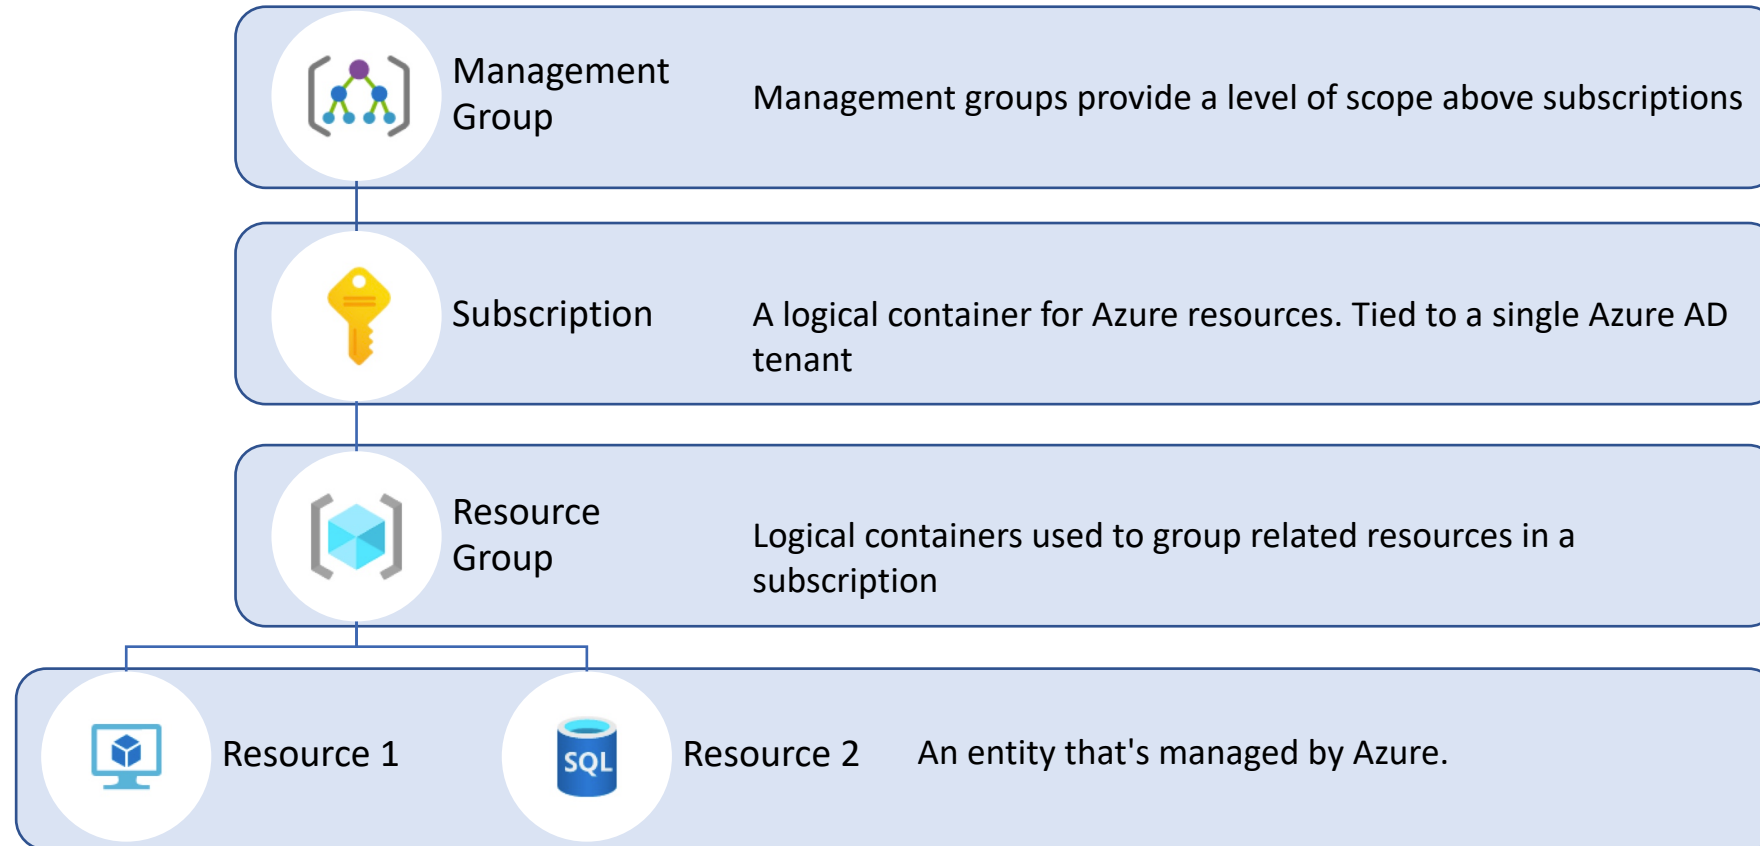 Management
Group
Management groups provide a level of scope above subscriptions
Subscription
A logical container for Azure resources. Tied to a single Azure AD
tenant
Resource
Group
Logical containers used to group related resources in a
subscription
Resource 1
SQL
Resource 2
An entity that's managed by Azure.